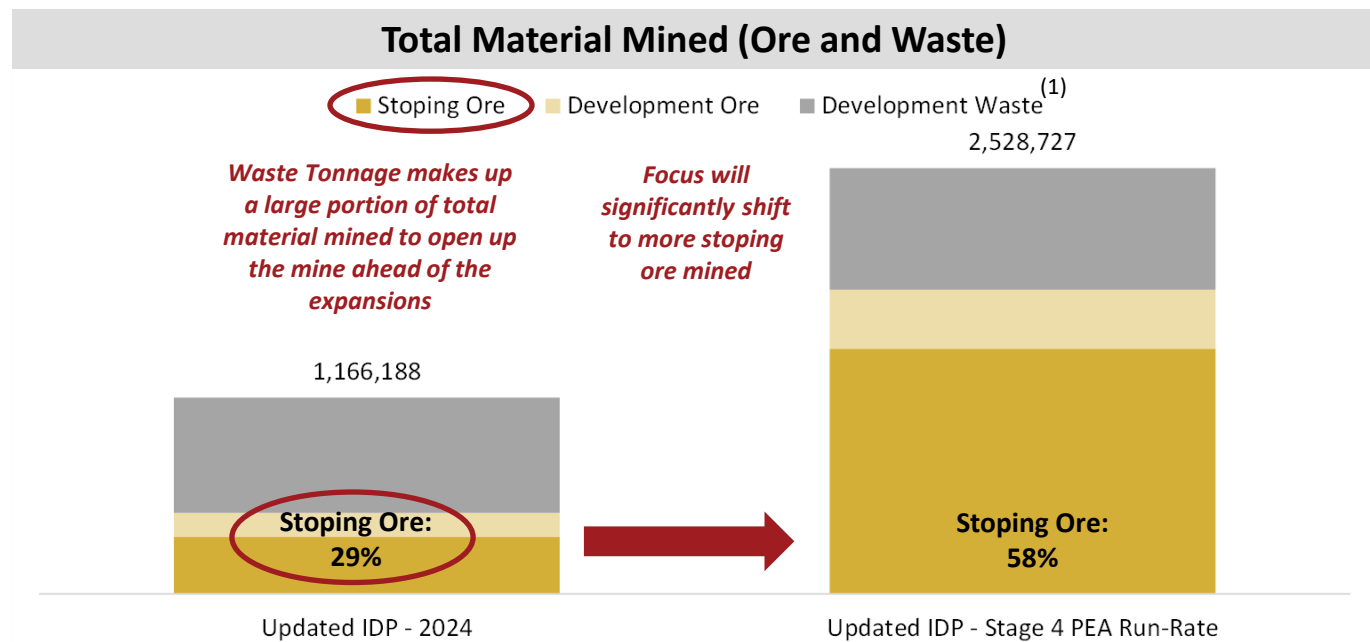 Total Material Mined (Ore and Waste)
Stoping Ore Development Ore Development Waste(1)
2,528,727
Waste Tonnage makes up
a large portion of total
material mined to open up
the mine ahead of the
expansions
Focus will
significantly shift
to more stoping
ore mined
1,166,188
Stoping Ore:
29%
Stoping Ore:
58%
Updated IDP - 2024
Updated IDP - Stage 4 PEA Run-Rate